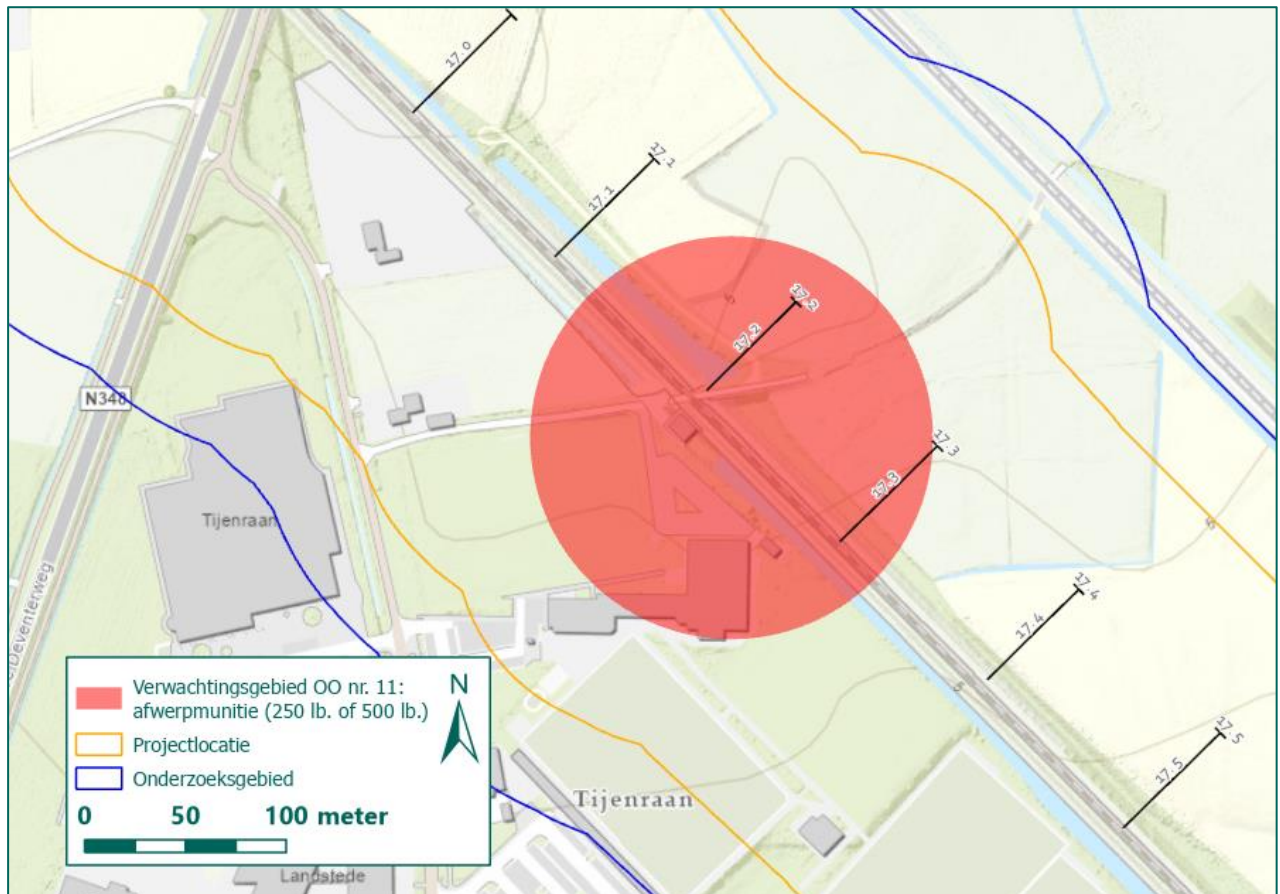 17.0
17.1
17.1
17.2
17.2
17.3
17.3
17.4
17.4
17.5
17.5
N348
Tijenraan
Deventerweg
Tijenraan
Landstede
Verwachtingsgebied OO nr. 11:
afwerpmunitie (250 lb. of 500 lb.)
N
Projectlocatie
Onderzoeksgebied
0 50 100 meter